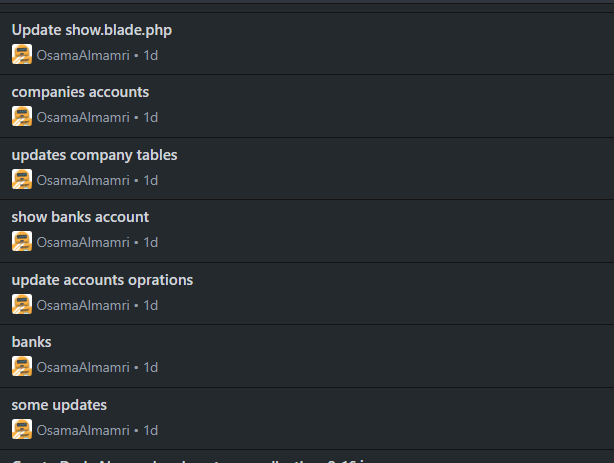 Update show.blade.php
OsamaAlmamri • 1d
companies accounts
OsamaAlmamri • 1d
updates company tables
OsamaAlmamri • 1d
show banks account
OsamaAlmamri • 1d
update accounts oprations
OsamaAlmamri • 1d
banks
OsamaAlmamri • 1d
some updates
OsamaAlmamri • 1d